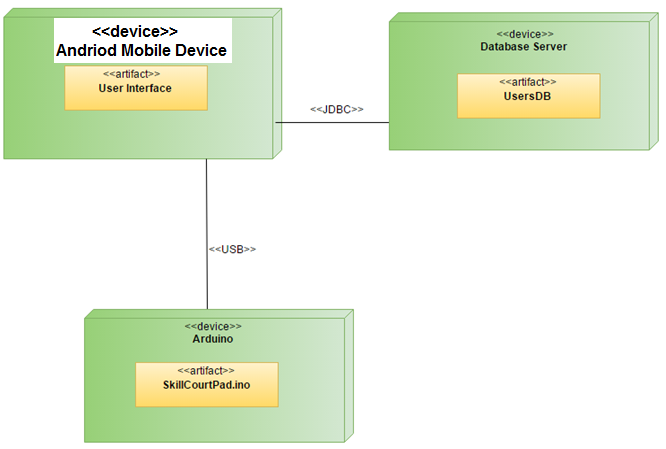 <<device>>
Andriod Mobile Device
<<artifact>>
User Interface
<<device>>
Database Server
<<artifact>>
UsersDB
<<JDBC>>
<<USB>>
<<device>>
Arduino
<<artifact>>
SkillCourtPad.ino